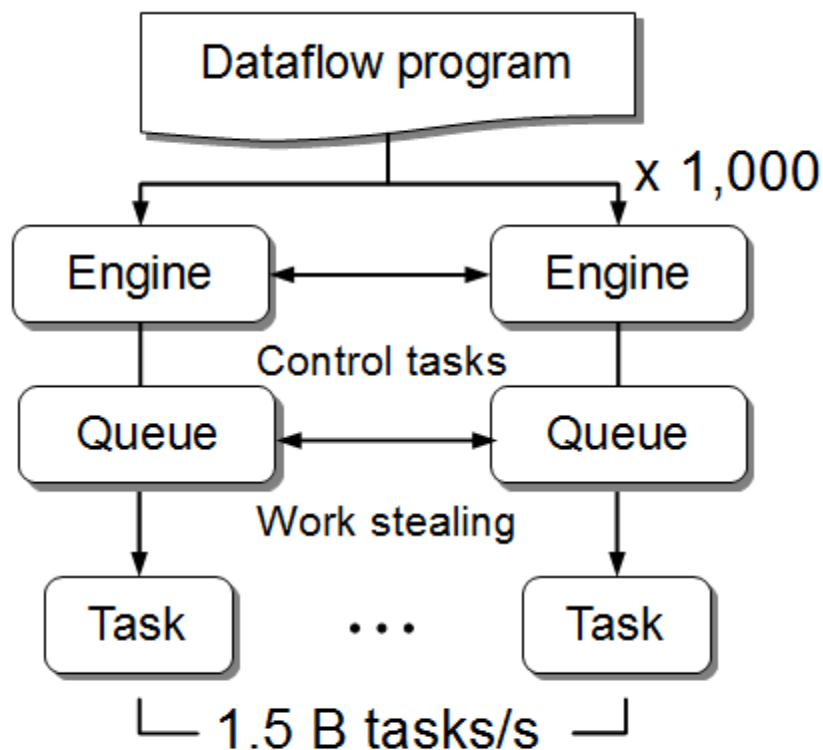 Dataflow program
x 1,000
Engine
Engine
Control tasks
Queue
Queue
Work stealing
Task
...
Task
1.5 B tasks/s